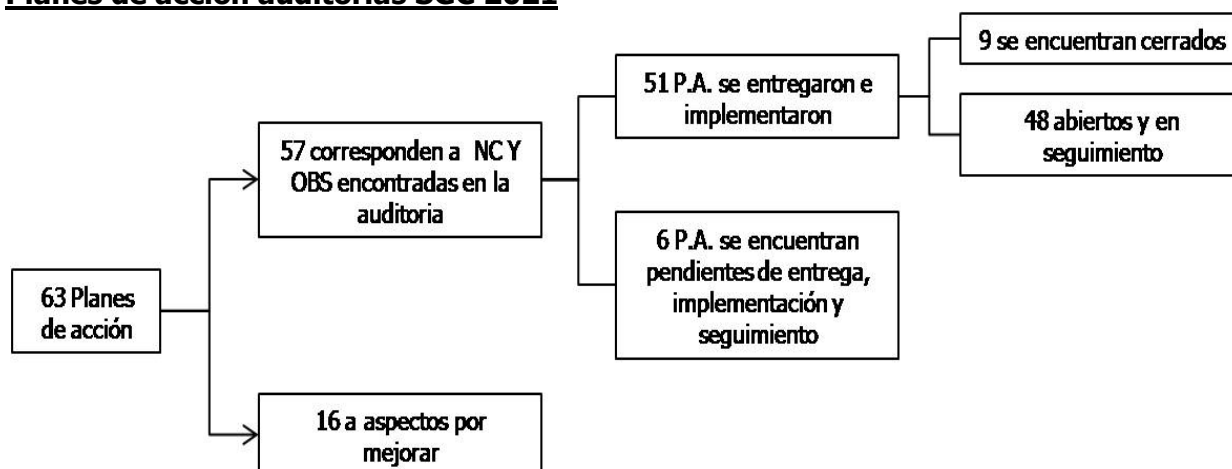 Planes de acción auditorias SGC 2021
9 se encuentran cerrados
51 P.A. se entregaron e
implementaron
48 abiertos y en
seguimiento
57 corresponden a NC Y
OBS encontradas en la
auditoria
6 P.A. se encuentran
pendientes de entrega,
implementación y
seguimiento
63 Planes
de acción
16 a aspectos por
mejorar